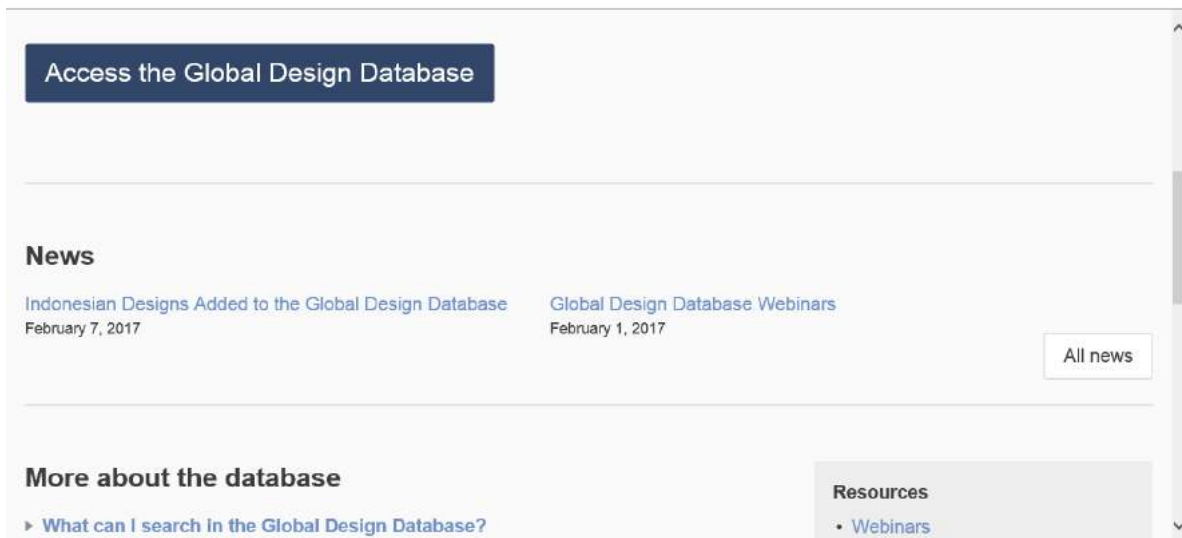 Access the Global Design Database
News
Indonesian Designs Added to the Global Design Database
February 7, 2017
Global Design Database Webinars
February 1, 2017
All news
More about the database
What can I search in the Global Design Database?
Resources
• Webinars